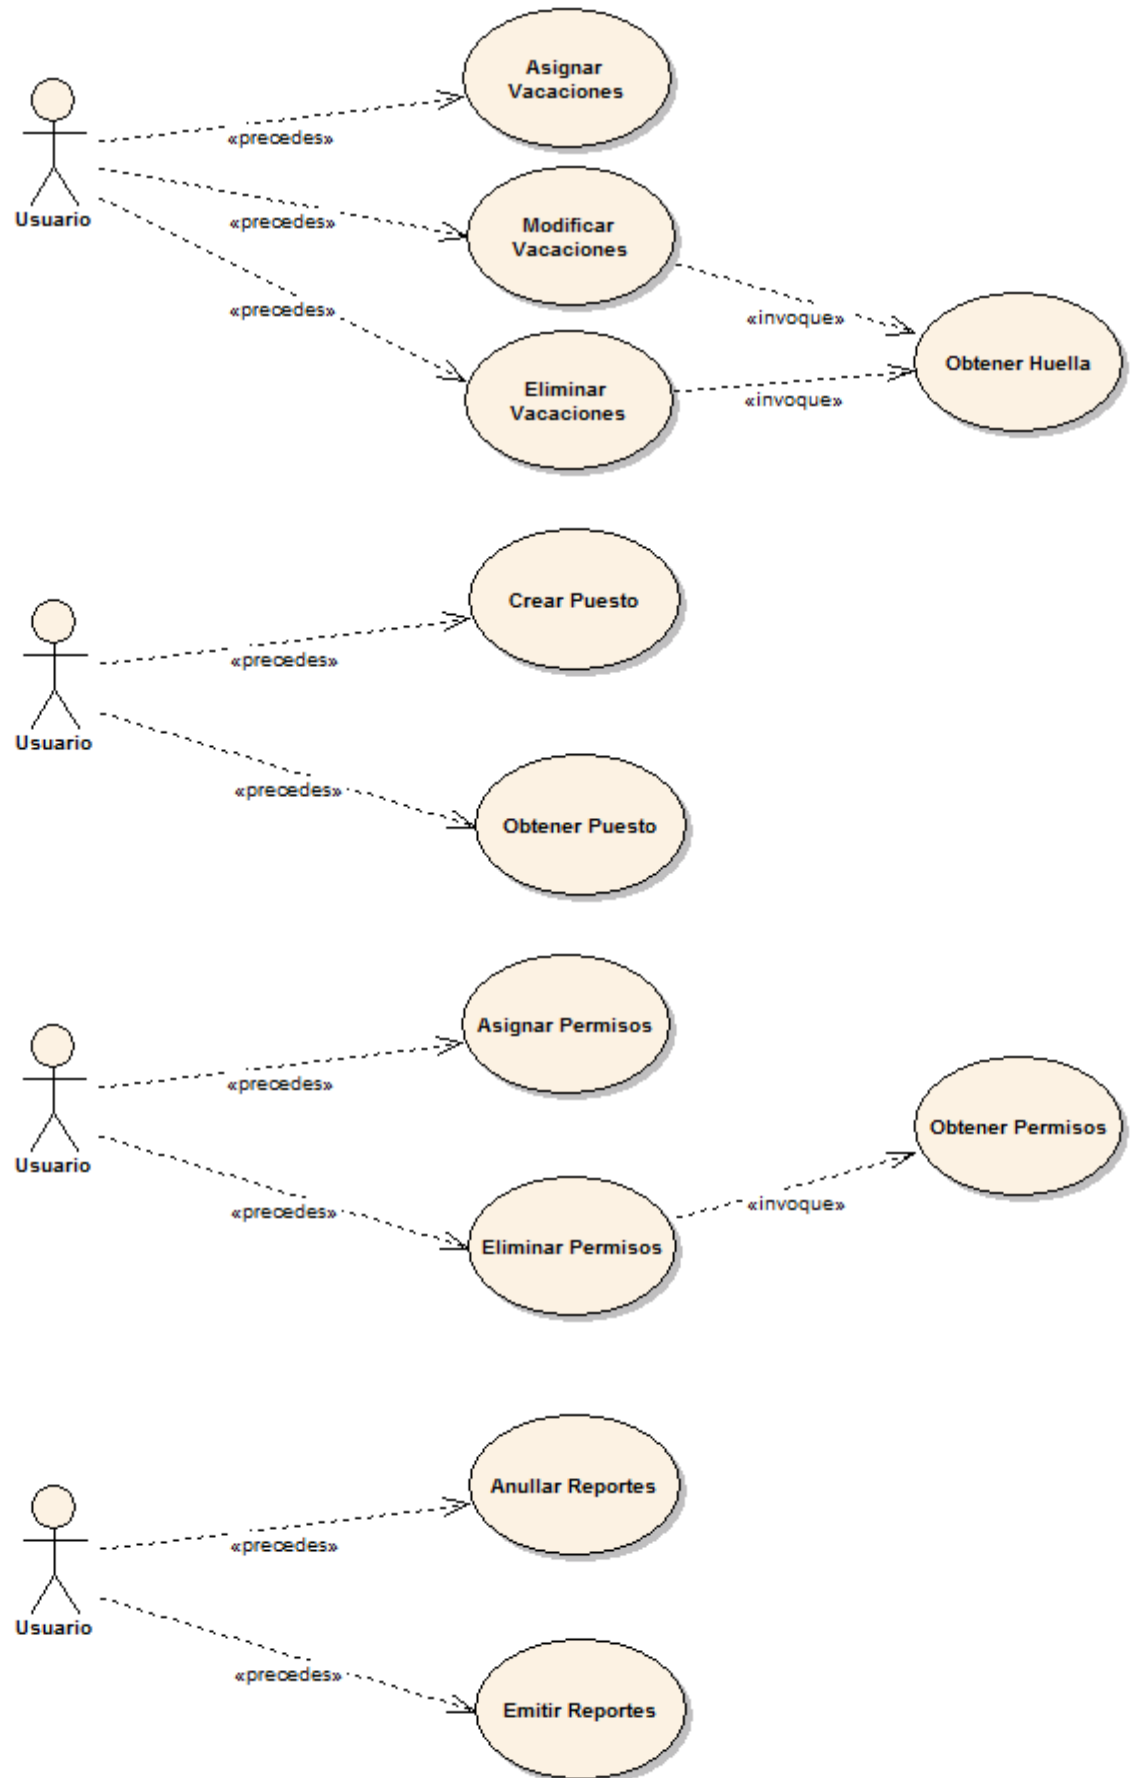 Asignar
Vacaciones
«precedes»
Usuario
«precedes»
Modificar
Vacaciones
«precedes»
«invoque»
Obtener Huella
Eliminar
Vacaciones
«invoque»
Crear Puesto
«precedes»
Usuario
«precedes»
Obtener Puesto
Asignar Permisos
«precedes»
Obtener Permisos
Usuario
«precedes»
«invoque»
Eliminar Permisos
Anullar Reportes
«precedes»
Usuario
«precedes»
Emitir Reportes